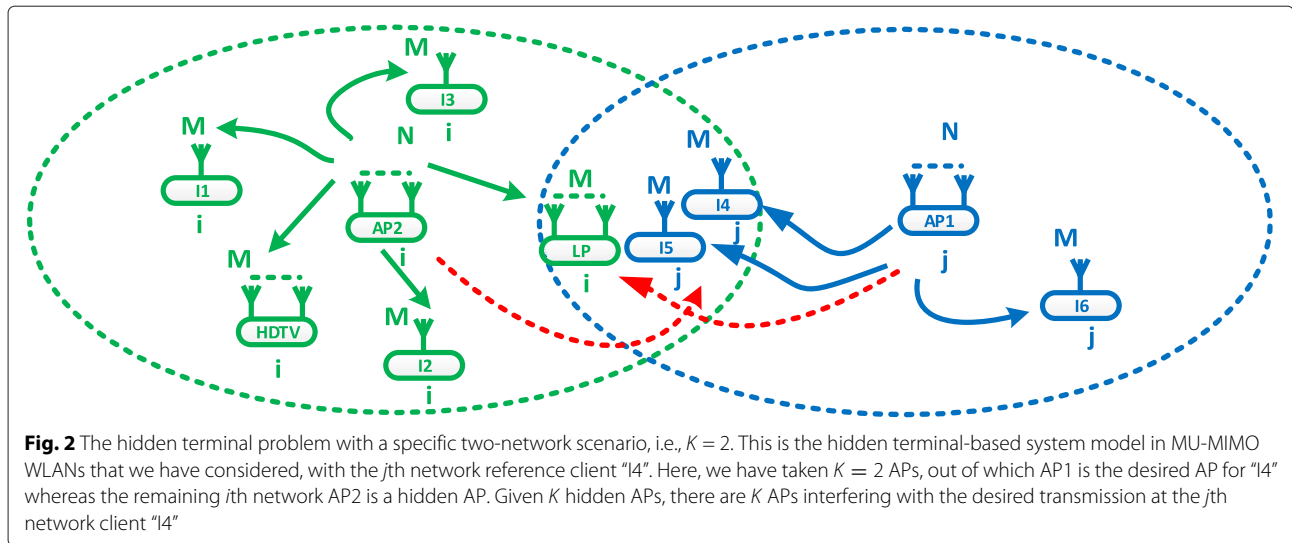 M
I3
i
M
I1
i
N
AP2
i
M
HDTV
i
M
I2
i
M
LP
i
M
I5
j
M
I4
j
N
AP1
j
M
I6
j
Fig. 2 The hidden terminal problem with a specific two-network scenario, i.e., K = 2. This is the hidden terminal-based system model in MU-MIMO
WLANs that we have considered, with the jth network reference client “I4”. Here, we have taken K = 2 APs, out of which AP1 is the desired AP for “I4”
whereas the remaining ith network AP2 is a hidden AP. Given K hidden APs, there are K APs interfering with the desired transmission at the jth
network client “I4”